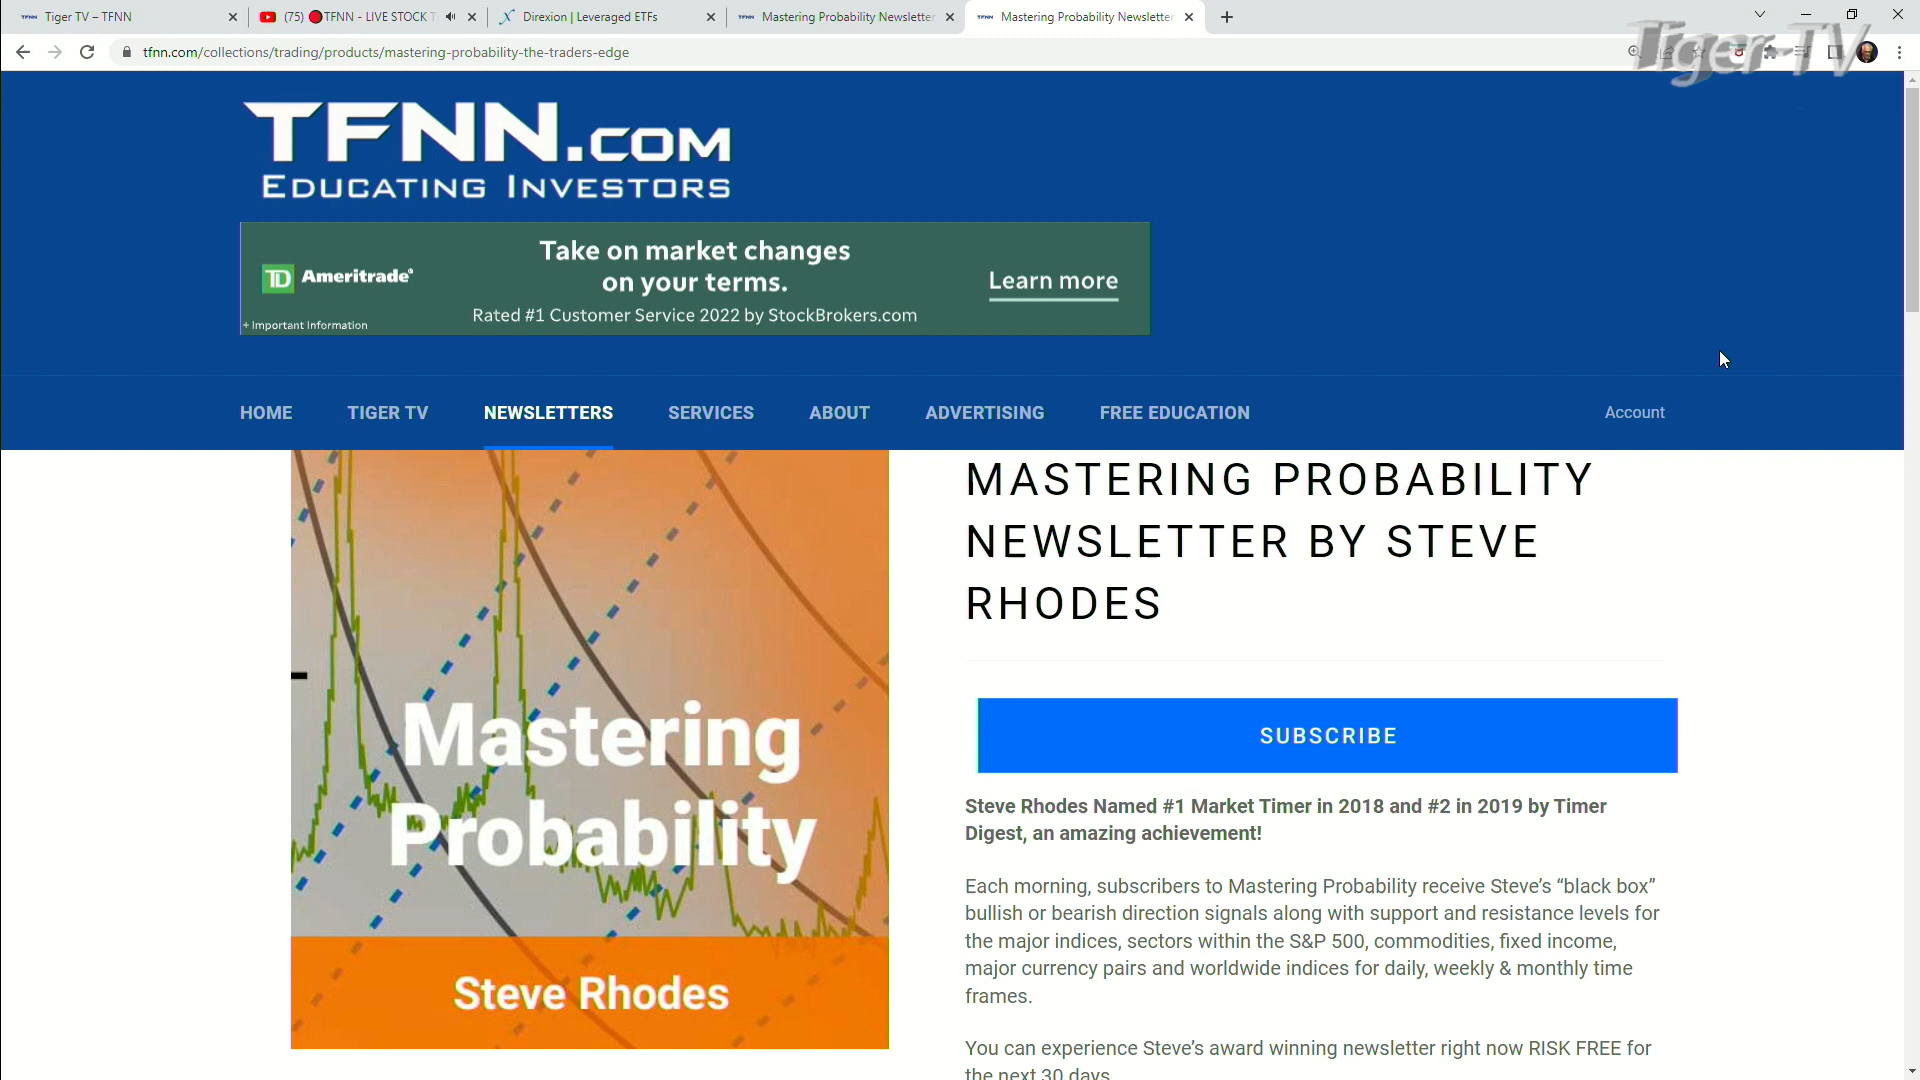 Tiger TV – TFNN
(75) TFNN - LIVE STOCK T
Direxion | Leveraged ETFs
Mastering Probability Newsletter
Mastering Probability Newsletter
tfnn.com/collections/trading/products/mastering-probability-the-traders-edge
Tiger-TV
TFNN.COM
EDUCATING INVESTORS
Take on market changes
on your terms.
TD Ameritrade
Learn more
Rated #1 Customer Service 2022 by StockBrokers.com
+ Important Information
HOME TIGER TV NEWSLETTERS SERVICES ABOUT ADVERTISING FREE EDUCATION Account
MASTERING PROBABILITY
NEWSLETTER BY STEVE
RHODES
Mastering
Probability
Steve Rhodes
SUBSCRIBE
Steve Rhodes Named #1 Market Timer in 2018 and #2 in 2019 by Timer
Digest, an amazing achievement!
Each morning, subscribers to Mastering Probability receive Steve’s “black box”
bullish or bearish direction signals along with support and resistance levels for
the major indices, sectors within the S&P 500, commodities, fixed income,
major currency pairs and worldwide indices for daily, weekly & monthly time
frames.
You can experience Steve’s award winning newsletter right now RISK FREE for
the next 30 days